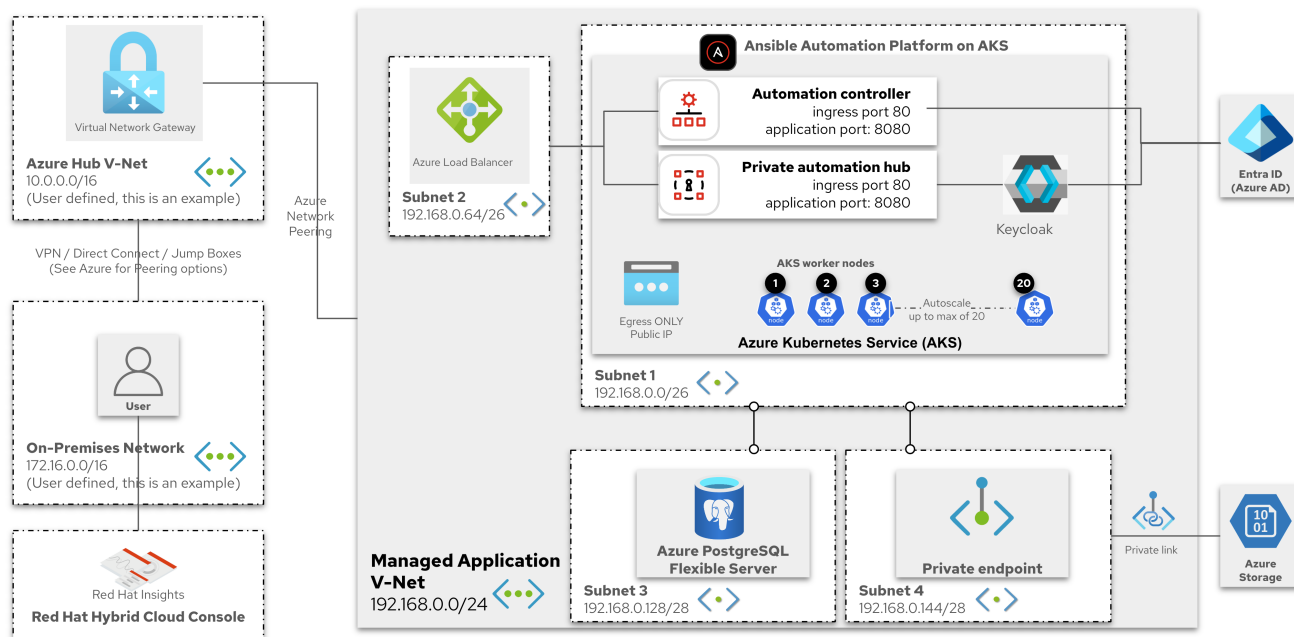 Virtual Network Gateway
Azure Hub V-Net
10.0.0.0/16
(User defined, this is an example)
VPN / Direct Connect / Jump Boxes
(See Azure for Peering options)
User
On-Premises Network
172.16.0.0/16
(User defined, this is an example)
Red Hat Insights
Red Hat Hybrid Cloud Console
Azure
Network
Peering
Azure Load Balancer
Subnet 2
192.168.0.64/26
Ansible Automation Platform on AKS
Automation controller
ingress port 80
application port: 8080
Private automation hub
ingress port 80
application port: 8080
Keycloak
Egress ONLY
Public IP
AKS worker nodes
1
2
3
20
node
node
node
node
Autoscale
up to max of 20
Azure Kubernetes Service (AKS)
Subnet 1
192.168.0.0/26
Managed Application
V-Net
192.168.0.0/24
Azure PostgreSQL
Flexible Server
Subnet 3
192.168.0.128/28
Private endpoint
Subnet 4
192.168.0.144/28
Private link
Entra ID
(Azure AD)
10
01
Azure
Storage